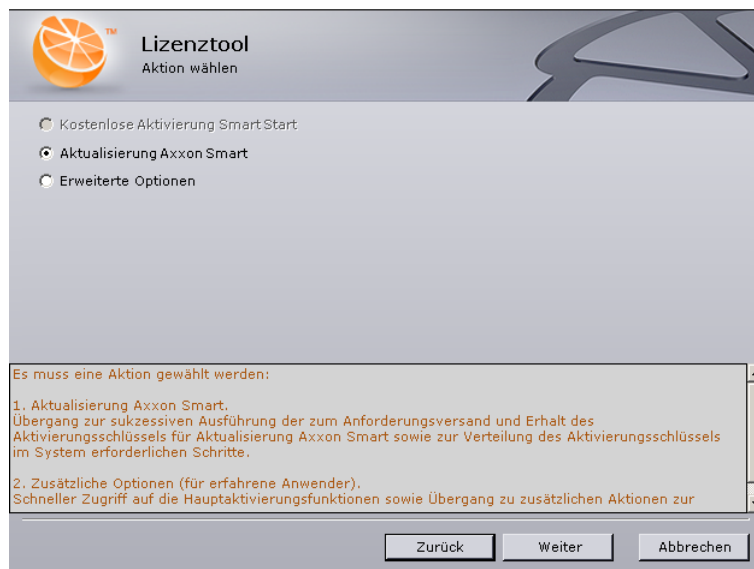 TM
Lizenztool
Aktion wählen
Kostenlose Aktivierung Smart Start
Aktualisierung Axxon Smart
Erweiterte Optionen
Es muss eine Aktion gewählt werden:
1. Aktualisierung Axxon Smart.
Übergang zur sukzessiven Ausführung der zum Anforderungsversand und Erhalt des
Aktivierungsschlüssels für Aktualisierung Axxon Smart sowie zur Verteilung des Aktivierungsschlüssels
im System erforderlichen Schritte.
2. Zusätzliche Optionen (für erfahrene Anwender).
Schneller Zugriff auf die Hauptaktivierungsfunktionen sowie Übergang zu zusätzlichen Aktionen zur
Zurück Weiter Abbrechen